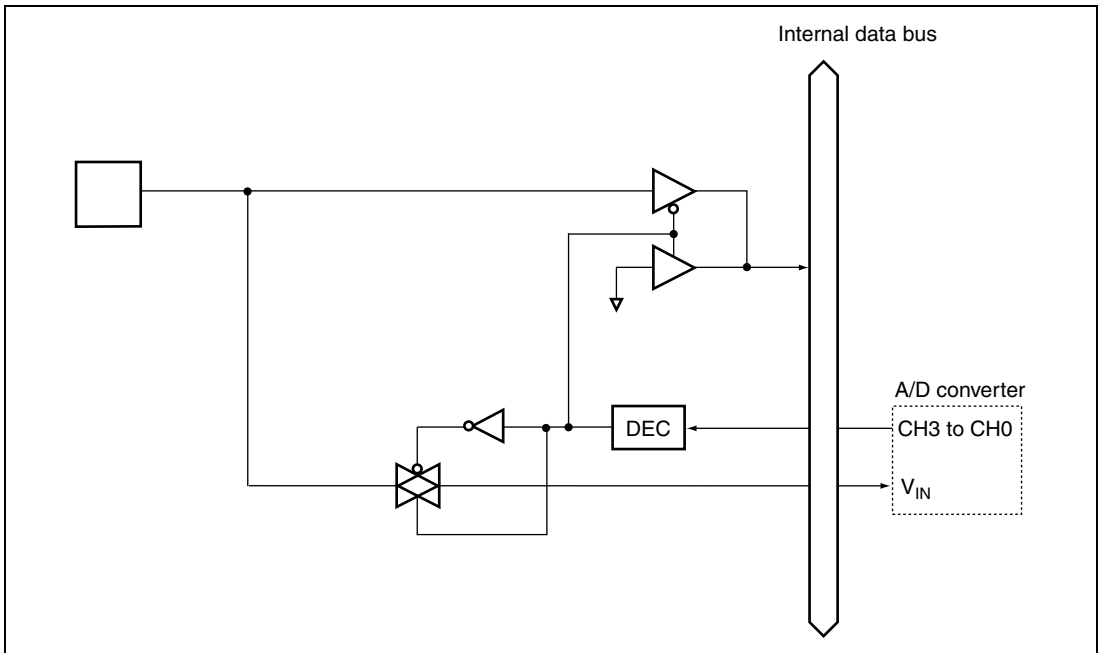 Internal data bus
A/D converter
DEC
CH3 to CH0
VIN